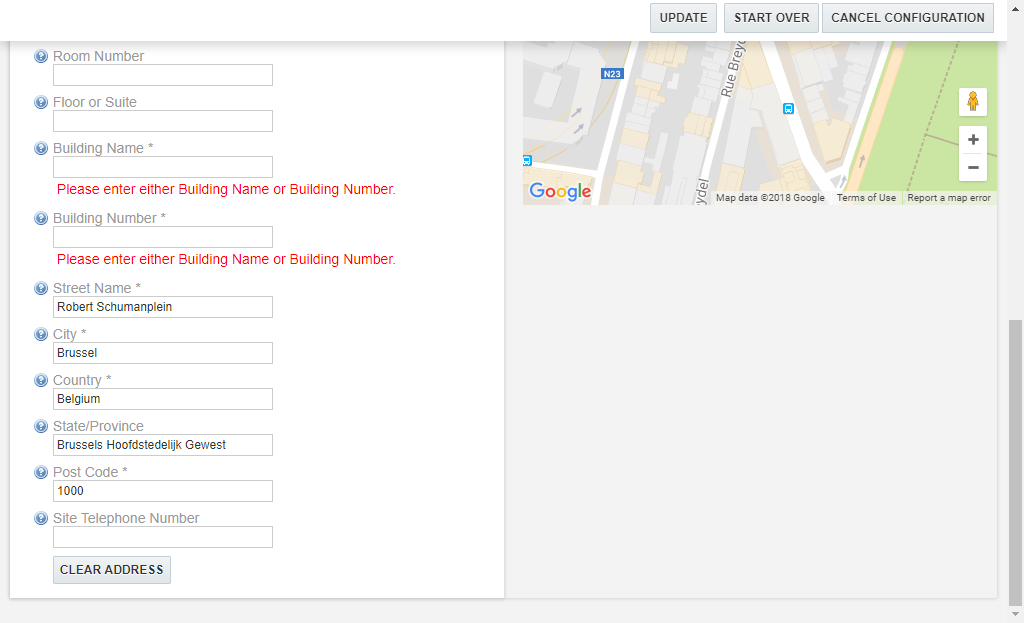 UPDATE START OVER CANCEL CONFIGURATION
Room Number
Floor or Suite
Building Name *
Please enter either Building Name or Building Number.
Building Number *
Please enter either Building Name or Building Number.
Street Name *
Robert Schumanplein
City *
Brussel
Country *
Belgium
State/Province
Brussels Hoofdstedelijk Gewest
Post Code *
1000
Site Telephone Number
CLEAR ADDRESS
N23
Rue Breydel
Google
Map data ©2018 Google Terms of Use Report a map error